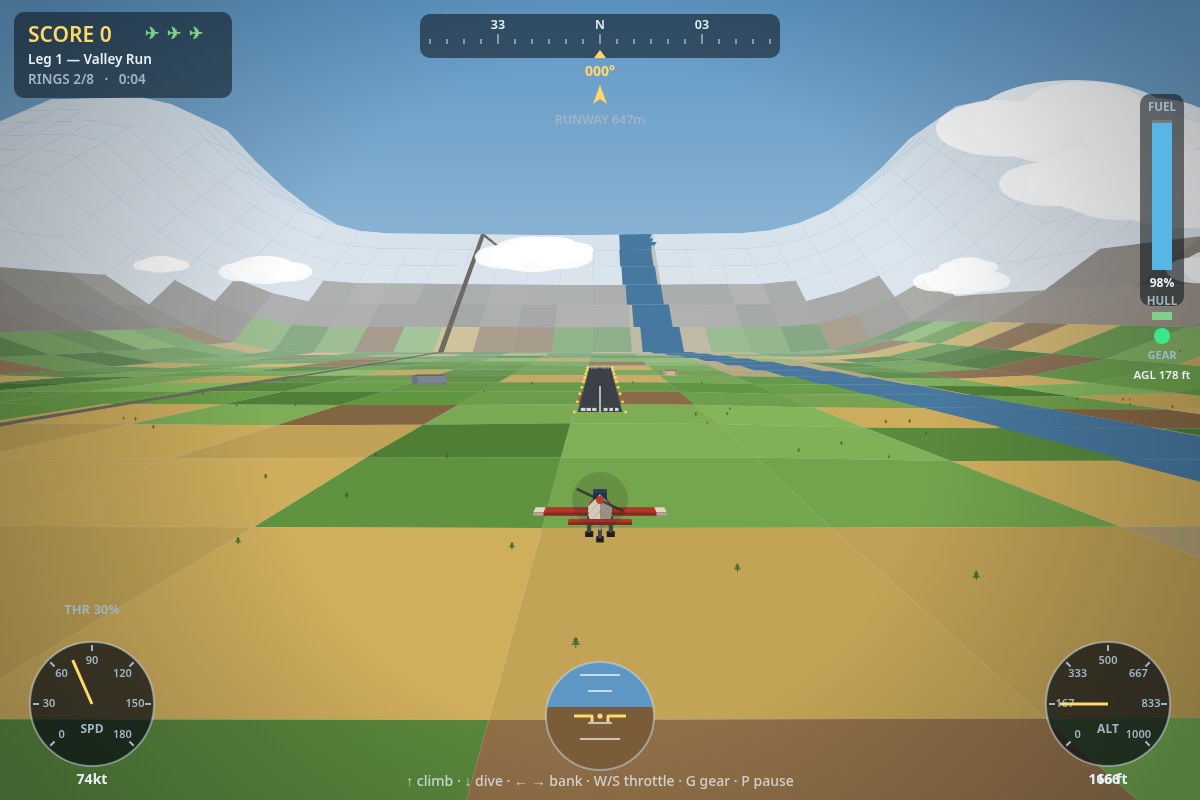 SCORE 0 ✈ ✈ ✈
Leg 1 — Valley Run
RINGS 2/8 · 0:04
33 N 03
000°
RUNWAY 647m
FUEL
98%
HULL
GEAR
AGL 178 ft
THR 30%
0 30 60 90 120 150 180
SPD
74kt
0 167 333 500 667 833 1000
ALT
↑ climb · ↓ dive · ← → bank · W/S throttle · G gear · P pause